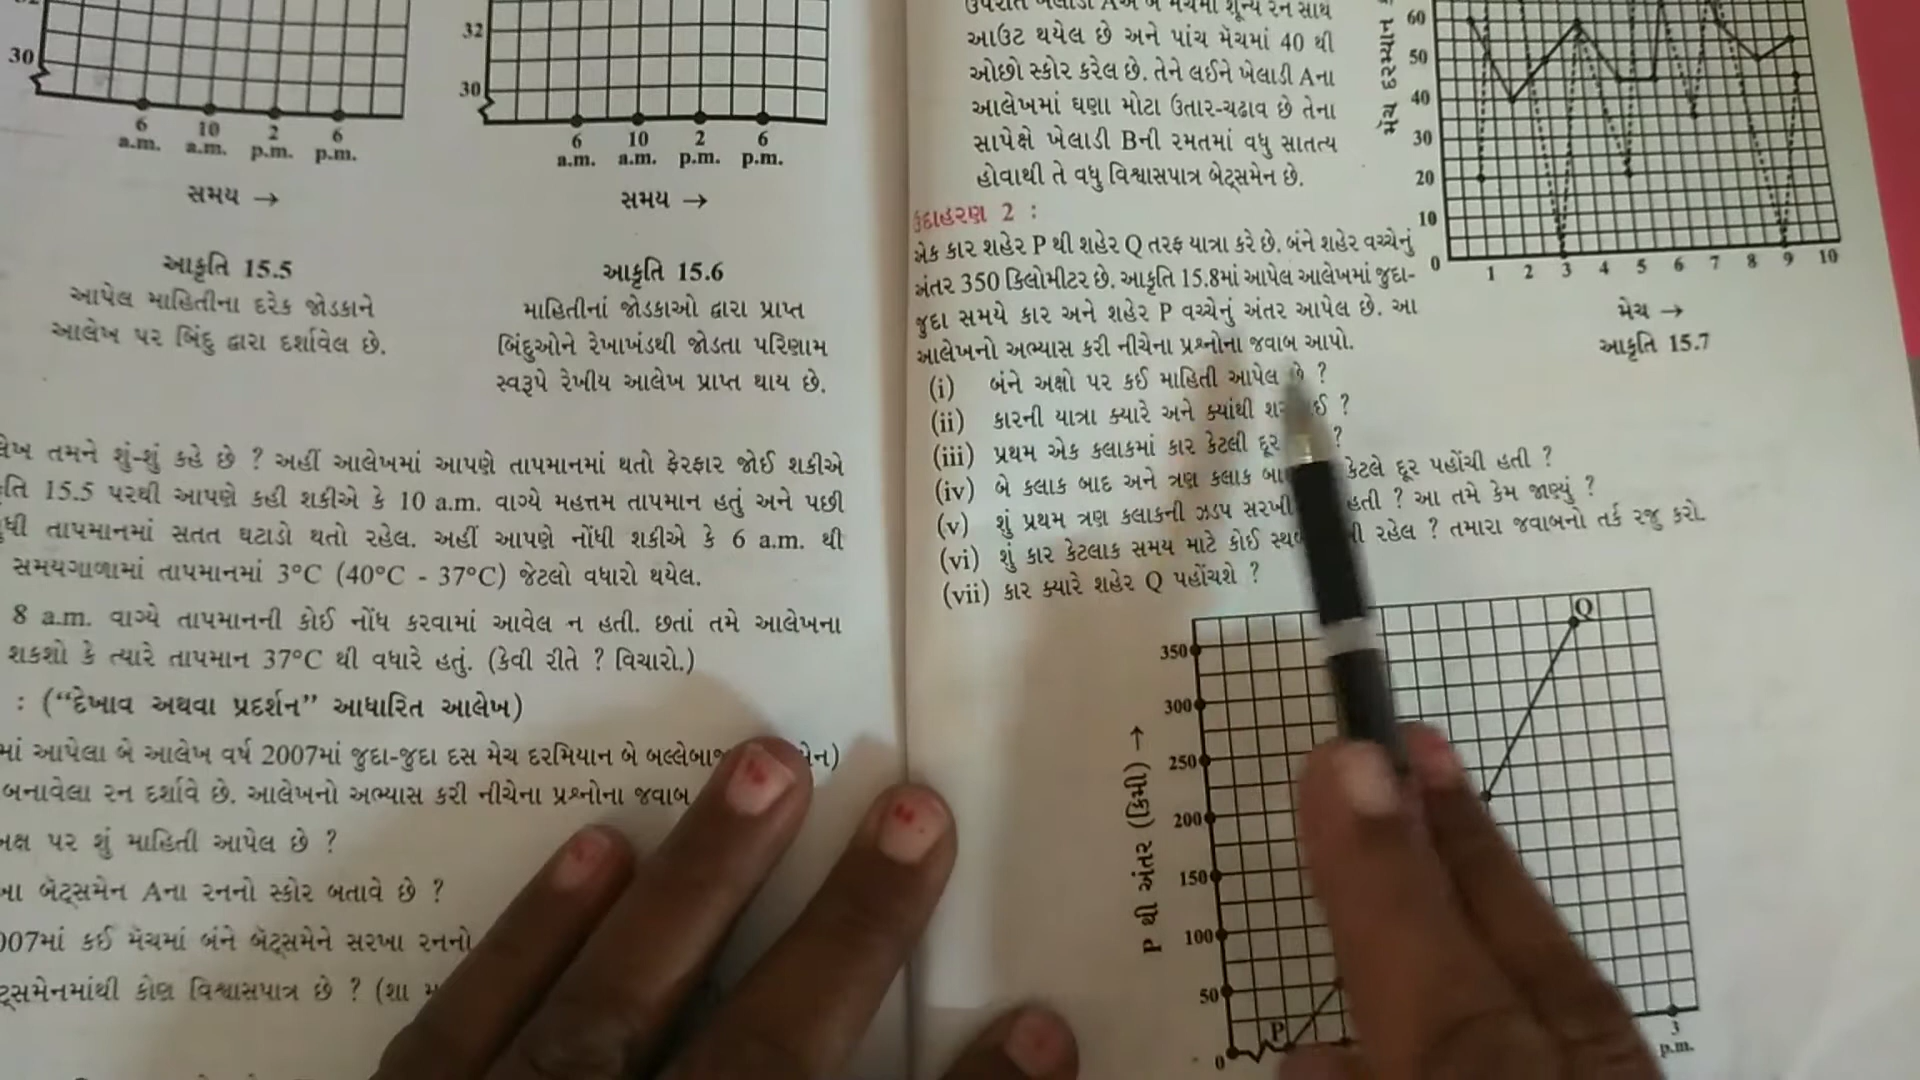 30
6 10 2 6
a.m. a.m. p.m. p.m.
સમય →
આકૃતિ 15.5
આપેલ માહિતીના દરેક જોડકાને
આલેખ પર બિંદુ દ્વારા દર્શાવેલ છે.
32
30
6 10 2 6
a.m. a.m. p.m. p.m.
સમય →
આકૃતિ 15.6
માહિતીનાં જોડકાઓ દ્વારા પ્રાપ્ત
બિંદુઓને રેખાખંડથી જોડતા પરિણામ
સ્વરૂપે રેખીય આલેખ પ્રાપ્ત થાય છે.
તમને શું-શું કહે છે ? અહીં આલેખમાં આપણે તાપમાનમાં થતો ફેરફાર જોઈ શકીએ
15.5 પરથી આપણે કહી શકીએ કે 10 a.m. વાગ્યે મહત્તમ તાપમાન હતું અને પછી
તાપમાનમાં સતત ઘટાડો થતો રહેલ. અહીં આપણે નોંધી શકીએ કે 6 a.m. થી
સમયગાળામાં તાપમાનમાં 3°C (40°C - 37°C) જેટલો વધારો થયેલ.
8 a.m. વાગ્યે તાપમાનની કોઈ નોંધ કરવામાં આવેલ ન હતી. છતાં તમે આલેખના
શકશો કે ત્યારે તાપમાન 37°C થી વધારે હતું. (કેવી રીતે ? વિચારો.)
: (“દેખાવ અથવા પ્રદર્શન” આધારિત આલેખ)
આપેલા બે આલેખ વર્ષ 2007માં જુદા-જુદા દસ મેચ દરમિયાન બે
બનાવેલા રન દર્શાવે છે. આલેખનો અભ્યાસ કરી નીચેના પ્રશ્નોના જવાબ
પર શું માહિતી આપેલ છે ?
બૅટ્સમેન Aના રનનો સ્કોર બતાવે છે ?
કઈ મૅચમાં બંને બૅટ્સમેને સરખા રનનો
કોણ વિશ્વાસપાત્ર છે ? (શા
આઉટ થયેલ છે અને પાંચ મૅચમાં 40 થી
ઓછો સ્કોર કરેલ છે. તેને લઈને ખેલાડી Aના
આલેખમાં ઘણા મોટા ઉતાર-ચઢાવ છે તેના
સાપેક્ષે ખેલાડી Bની રમતમાં વધુ સાતત્ય
હોવાથી તે વધુ વિશ્વાસપાત્ર બેટ્સમેન છે.
60
50
40
30
20
10
0
1 2 3 4 5 6 7 8 9 10
મેચ →
આકૃતિ 15.7
ઉદાહરણ 2 :
એક કાર શહેર P થી શહેર Q તરફ યાત્રા કરે છે. બંને શહેર વચ્ચેનું
અંતર 350 કિલોમીટર છે. આકૃતિ 15.8માં આપેલ આલેખમાં જુદા-
જુદા સમયે કાર અને શહેર P વચ્ચેનું અંતર આપેલ છે. આ
આલેખનો અભ્યાસ કરી નીચેના પ્રશ્નોના જવાબ આપો.
(i) બંને અક્ષો પર કઈ માહિતી આપેલ છે ?
(ii) કારની યાત્રા ક્યારે અને ક્યાંથી ?
(iii) પ્રથમ એક કલાકમાં કાર કેટલી દૂર ?
(iv) બે કલાક બાદ અને ત્રણ કલાક કેટલે દૂર પહોંચી હતી ?
(v) શું પ્રથમ ત્રણ કલાકની ઝડપ સરખી હતી ? આ તમે કેમ જાણ્યું ?
(vi) શું કાર કેટલાક સમય માટે કોઈ રહેલ ? તમારા જવાબનો તર્ક રજુ કરો.
(vii) કાર ક્યારે શહેર Q પહોંચશે ?
P થી અંતર (કિમી) →
350
300
250
200
150
100
50
0
P
Q
3
p.m.